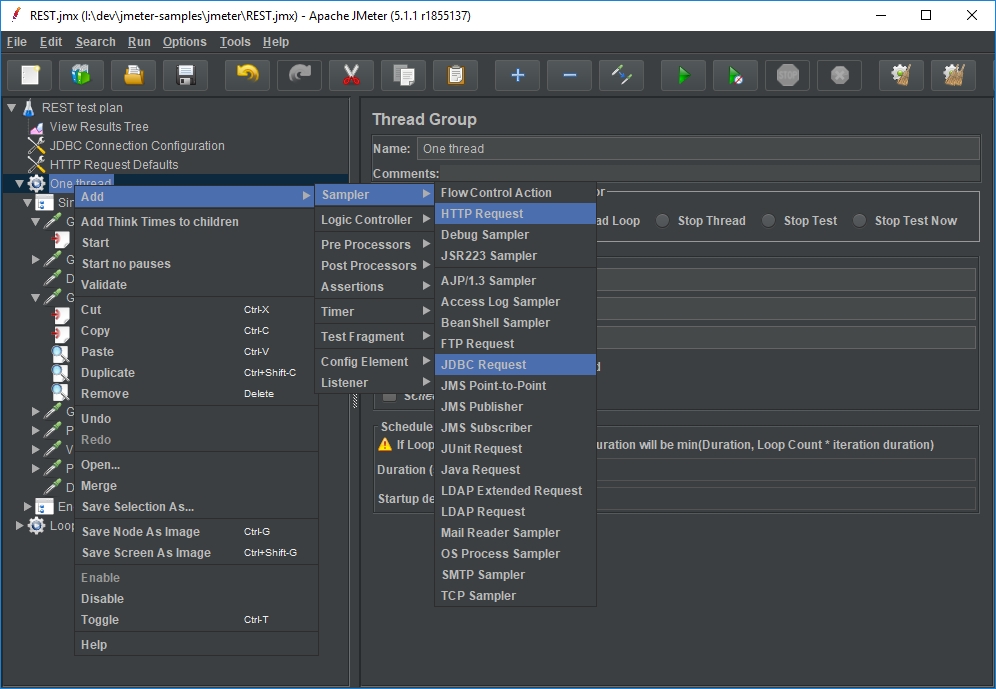 REST.jmx (I:\dev\jmeter-samples\jmeter\REST.jmx) - Apache JMeter (5.1.1 r1855137)
File Edit Search Run Options Tools Help
STOP
REST test plan
View Results Tree
JDBC Connection Configuration
HTTP Request Defaults
One thread
Sir
G
G
D
G
G
P
V
P
D
En
Loop
Add
Add Think Times to children
Start
Start no pauses
Validate
Cut Ctrl-X
Copy Ctrl-C
Paste Ctrl-V
Duplicate Ctrl+Shift-C
Remove Delete
Undo
Redo
Open...
Merge
Save Selection As...
Save Node As Image Ctrl-G
Save Screen As Image Ctrl+Shift-G
Enable
Disable
Toggle Ctrl-T
Help
Sampler
Logic Controller
Pre Processors
Post Processors
Assertions
Timer
Test Fragment
Config Element
Listener
Flow Control Action
HTTP Request
Debug Sampler
JSR223 Sampler
AJP/1.3 Sampler
Access Log Sampler
BeanShell Sampler
FTP Request
JDBC Request
JMS Point-to-Point
JMS Publisher
JMS Subscriber
JUnit Request
Java Request
LDAP Extended Request
LDAP Request
Mail Reader Sampler
OS Process Sampler
SMTP Sampler
TCP Sampler
Thread Group
Name: One thread
Comments:
or
ad Loop Stop Thread Stop Test Stop Test Now
d
Sche
Schedule
If Loop uration will be min(Duration, Loop Count * iteration duration)
Duration (
Startup de